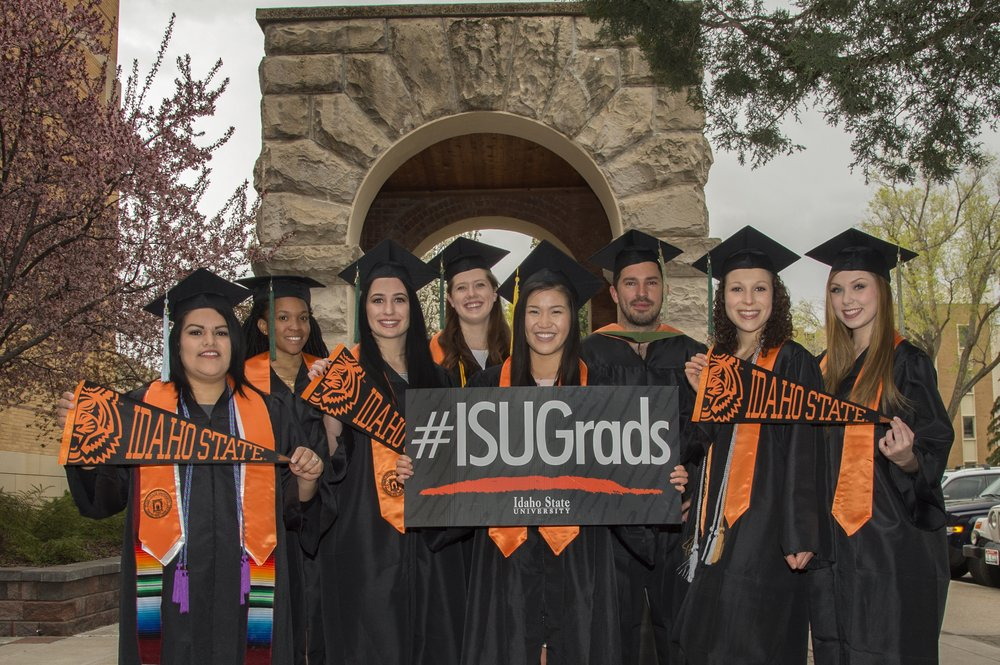 IDAHO STATE
IDAHO
#ISUGrads
Idaho State
UNIVERSITY
IDAHO STATE